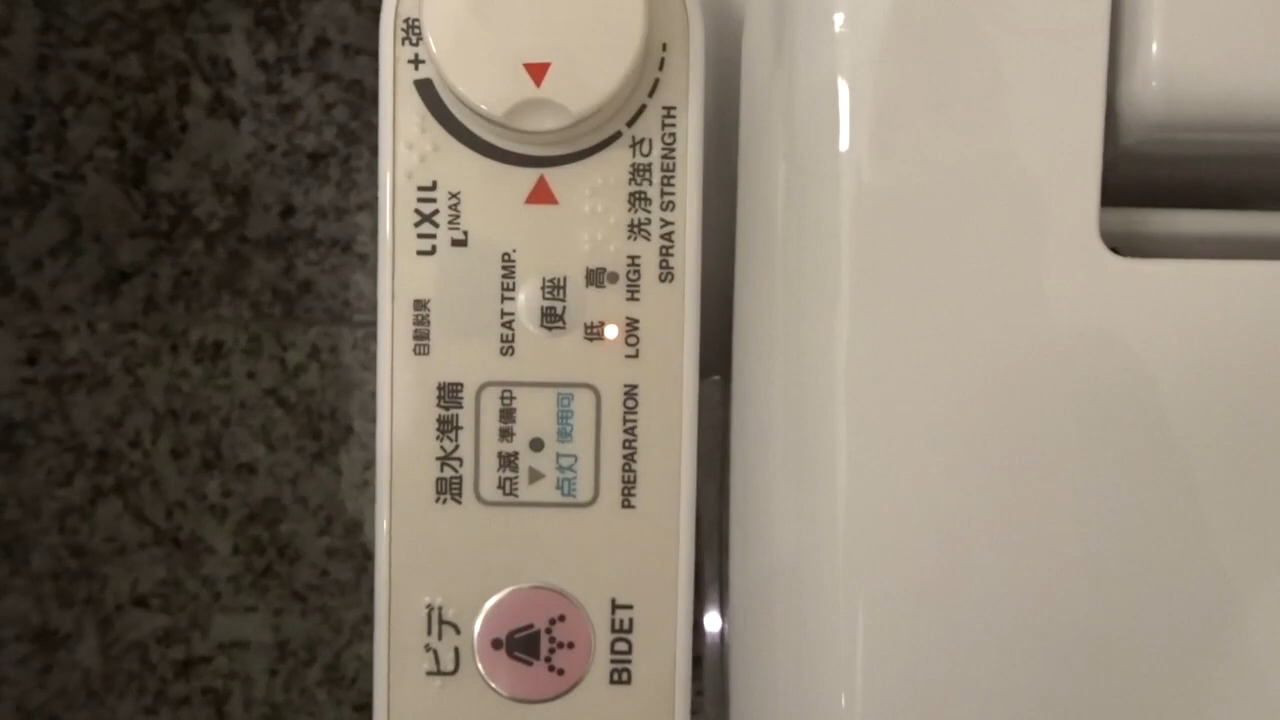 ビデ
BIDET
温水準備
点滅 準備中
点灯 使用可
PREPARATION
自動脱臭
SEAT TEMP.
便座
低 高
LOW HIGH
LIXIL
INAX
+強
洗浄強さ
SPRAY STRENGTH